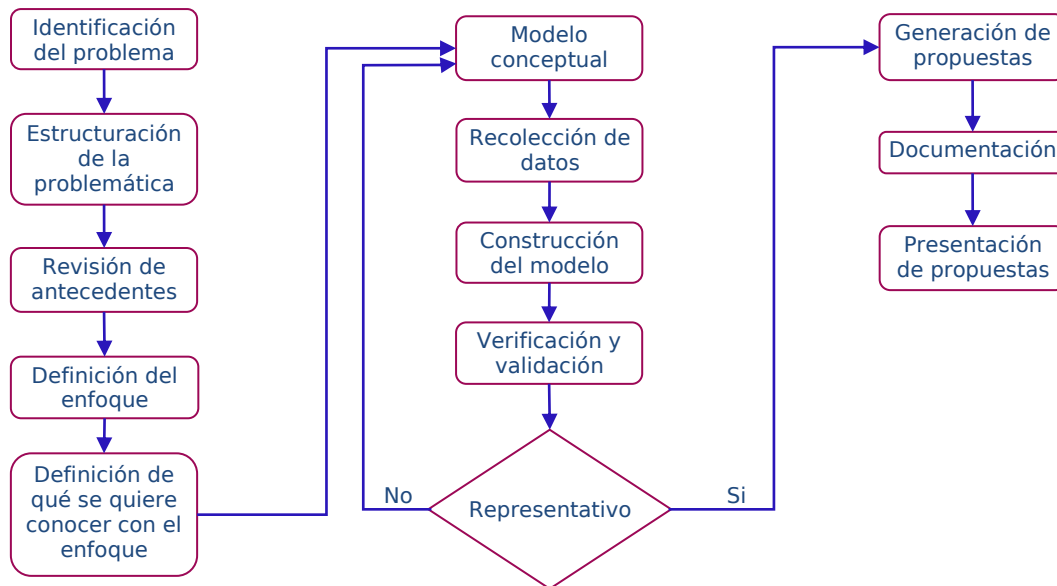 Identificación
del problema
Estructuración
de la
problemática
Revisión de
antecedentes
Definición del
enfoque
Definición de
qué se quiere
conocer con el
enfoque
Modelo
conceptual
Recolección de
datos
Construcción
del modelo
Verificación y
validación
Representativo
No
Si
Generación de
propuestas
Documentación
Presentación
de propuestas